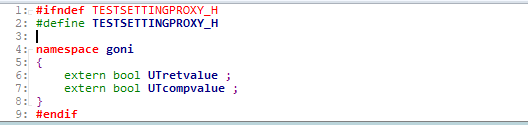 1: #ifndef TESTSETTINGPROXY_H
2: #define TESTSETTINGPROXY_H
3:
4: namespace goni
5: {
6:     extern bool UTretvalue ;
7:     extern bool UTcompvalue ;
8: }
9: #endif